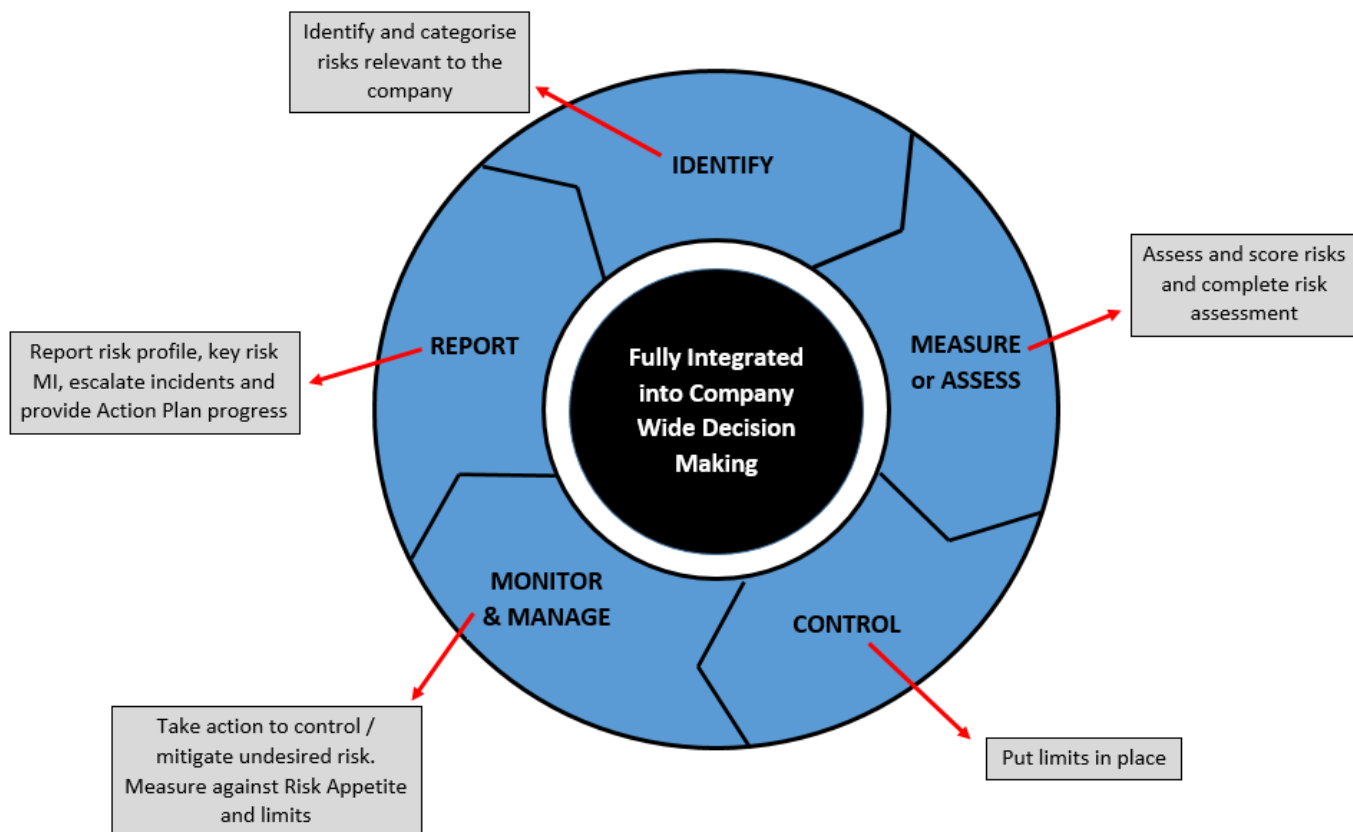 Identify and categorise
risks relevant to the
company
IDENTIFY
Assess and score risks
and complete risk
assessment
MEASURE
or ASSESS
Report risk profile, key risk
MI, escalate incidents and
provide Action Plan progress
REPORT
Fully Integrated
into Company
Wide Decision
Making
MONITOR
& MANAGE
CONTROL
Take action to control /
mitigate undesired risk.
Measure against Risk Appetite
and limits
Put limits in place